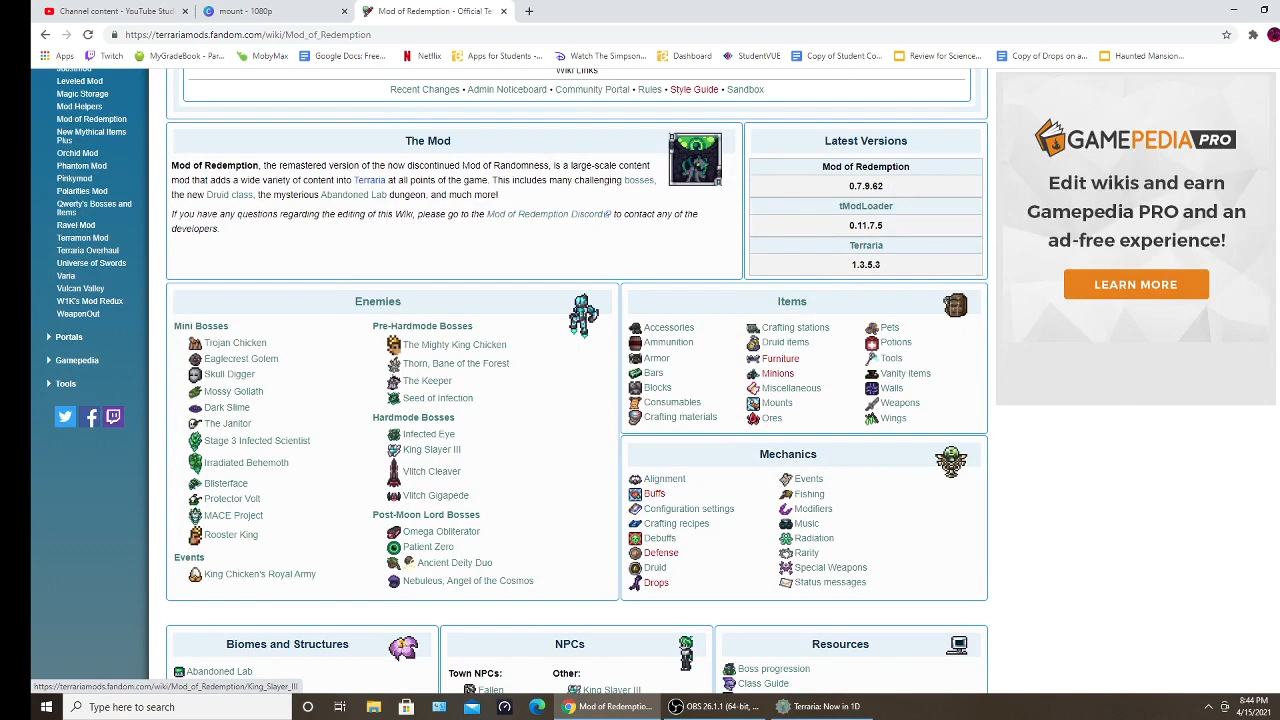 Channel content - YouTube Stud
mount - 1080p
Mod of Redemption - Official Te
https://terrariamods.fandom.com/wiki/Mod_of_Redemption
Apps
Twitch
MyGradeBook - Par...
MobyMax
Google Docs: Free...
Netflix
Apps for Students -...
Watch The Simpson...
Dashboard
StudentVUE
Copy of Student Co...
Review for Science...
Copy of Drops on a...
Haunted Mansion...
Leveled Mod
Magic Storage
Mod Helpers
Mod of Redemption
New Mythical Items
Plus
Orchid Mod
Phantom Mod
Pinkymod
Polarities Mod
Qwerty's Bosses and
Items
Ravel Mod
Terramon Mod
Terraria Overhaul
Universe of Swords
Varia
Vulcan Valley
W1K's Mod Redux
WeaponOut
Portals
Gamepedia
Tools
Wiki Links
Recent Changes • Admin Noticeboard • Community Portal • Rules • Style Guide • Sandbox
The Mod
Mod of Redemption, the remastered version of the now discontinued Mod of Randomness, is a large-scale content
mod that adds a wide variety of content into Terraria at all points of the game. This includes many challenging bosses,
the new Druid class, the mysterious Abandoned Lab dungeon, and much more!
If you have any questions regarding the editing of this Wiki, please go to the Mod of Redemption Discord to contact any of the
developers.
Latest Versions
Mod of Redemption
0.7.9.62
tModLoader
0.11.7.5
Terraria
1.3.5.3
Enemies
Mini Bosses
Trojan Chicken
Eaglecrest Golem
Skull Digger
Mossy Goliath
Dark Slime
The Janitor
Stage 3 Infected Scientist
Irradiated Behemoth
Blisterface
Protector Volt
MACE Project
Rooster King
Events
King Chicken's Royal Army
Pre-Hardmode Bosses
The Mighty King Chicken
Thorn, Bane of the Forest
The Keeper
Seed of Infection
Hardmode Bosses
Infected Eye
King Slayer III
Vlitch Cleaver
Vlitch Gigapede
Post-Moon Lord Bosses
Omega Obliterator
Patient Zero
Ancient Deity Duo
Nebuleus, Angel of the Cosmos
Items
Accessories
Ammunition
Armor
Bars
Blocks
Consumables
Crafting materials
Crafting stations
Druid items
Furniture
Minions
Miscellaneous
Mounts
Ores
Pets
Potions
Tools
Vanity items
Walls
Weapons
Wings
Mechanics
Alignment
Buffs
Configuration settings
Crafting recipes
Debuffs
Defense
Druid
Drops
Events
Fishing
Modifiers
Music
Radiation
Rarity
Special Weapons
Status messages
Biomes and Structures
Abandoned Lab
NPCs
Town NPCs:
Fallen
Other:
King Slayer III
Resources
Boss progression
Class Guide
GAMEPEDIA PRO
Edit wikis and earn
Gamepedia PRO and an
ad-free experience!
LEARN MORE
https://terrariamods.fandom.com/wiki/Mod_of_Redemption/King_Slayer_III
Type here to search
Mod of Redemptio...
OBS 26.1.1 (64-bit, ...
Terraria: Now in 1D
8:44 PM
4/15/2021